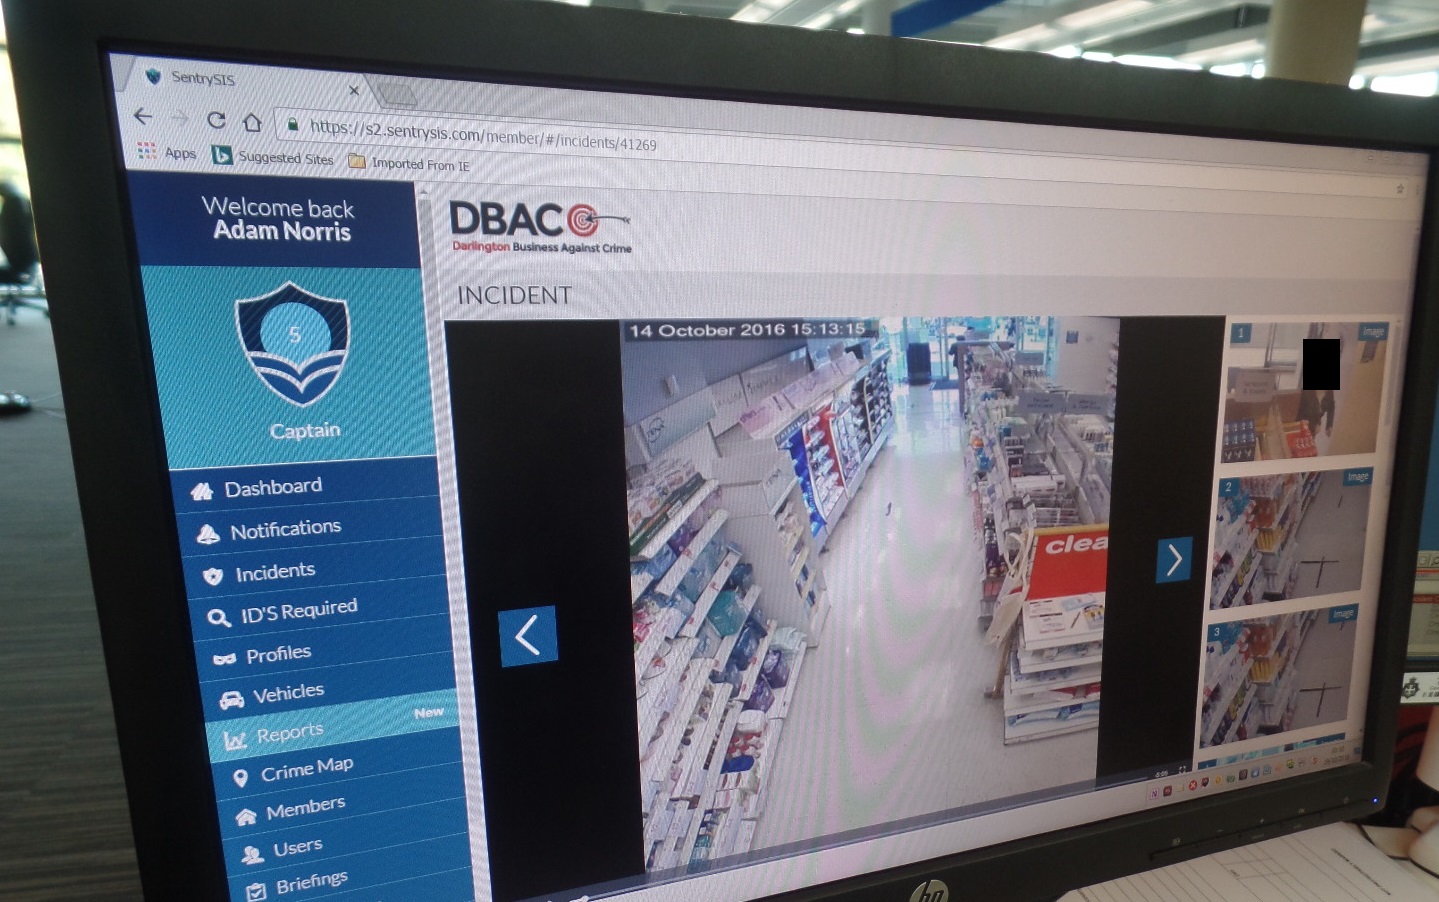 SentrySIS
https://s2.sentrysis.com/member/#/incidents/41269
Apps Suggested Sites Imported From IE
Welcome back
Adam Norris
5
Captain
Dashboard
Notifications
Incidents
ID'S Required
Profiles
Vehicles
Reports New
Crime Map
Members
Users
Briefings
DBAC
Darlington Business Against Crime
INCIDENT
14 October 2016 15:13:15
clea
1 Image
2 Image
3 Image
hp